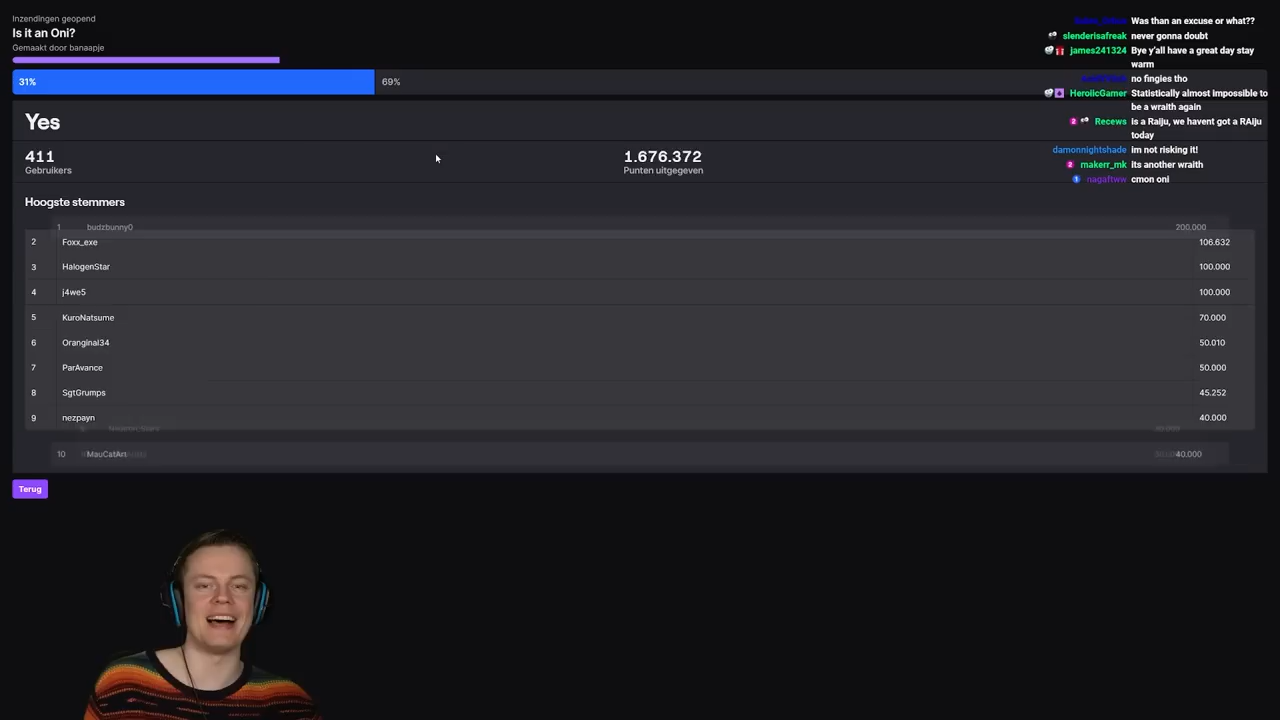 Inzendingen geopend
Is it an Oni?
Gemaakt door banaapje
31%
69%
Yes
411
Gebruikers
1.676.372
Punten uitgegeven
Hoogste stemmers
1 budzbunny0 200.000
2 Foxx_exe 106.632
3 HalogenStar 100.000
4 j4we5 100.000
5 KuroNatsume 70.000
6 Oranginal34 50.010
7 ParAvance 50.000
8 SgtGrumps 45.252
9 nezpayn 40.000
10 MauCatArt 40.000
Terug
Was than an excuse or what??
slenderisafreak never gonna doubt
james241324 Bye y'all have a great day stay
warm
no fingies tho
HeroiicGamer Statistically almost Impossible to
be a wraith again
2 Recews is a Raiju, we havent got a RAiju
today
damonnightshade im not risking it!
2 makerr_mk its another wraith
1 nagaftww cmon oni